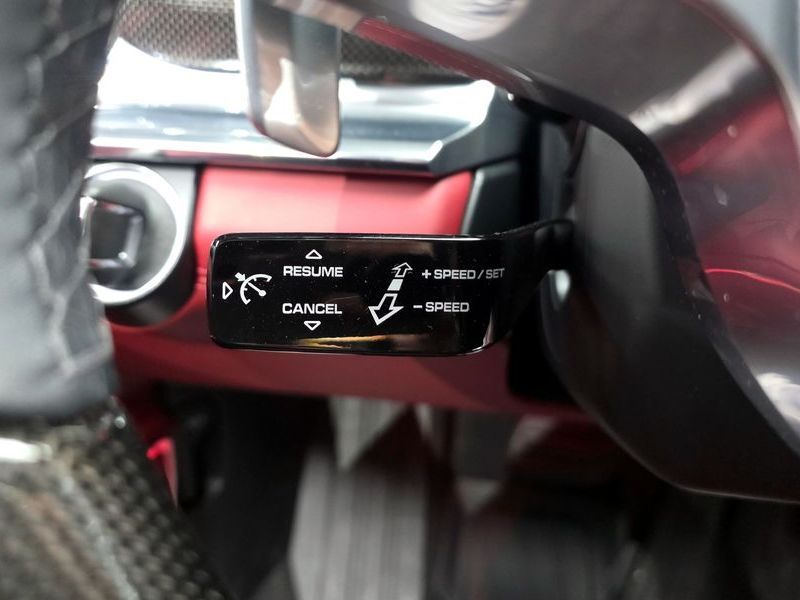 RESUME
+ SPEED / SET
CANCEL
− SPEED